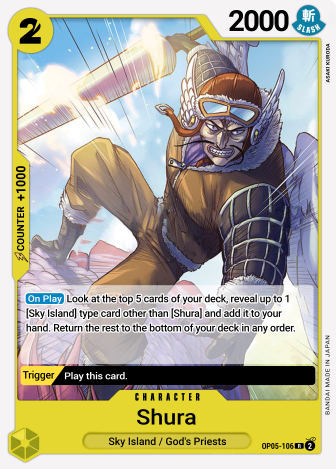 2
2000
斬
SLASH
ASAKI KURODA
COUNTER +1000
On Play Look at the top 5 cards of your deck, reveal up to 1
[Sky Island] type card other than [Shura] and add it to your
hand. Return the rest to the bottom of your deck in any order.
Trigger Play this card.
CHARACTER
Shura
Sky Island / God's Priests
OP05-106 R 2
BANDAI MADE IN JAPAN